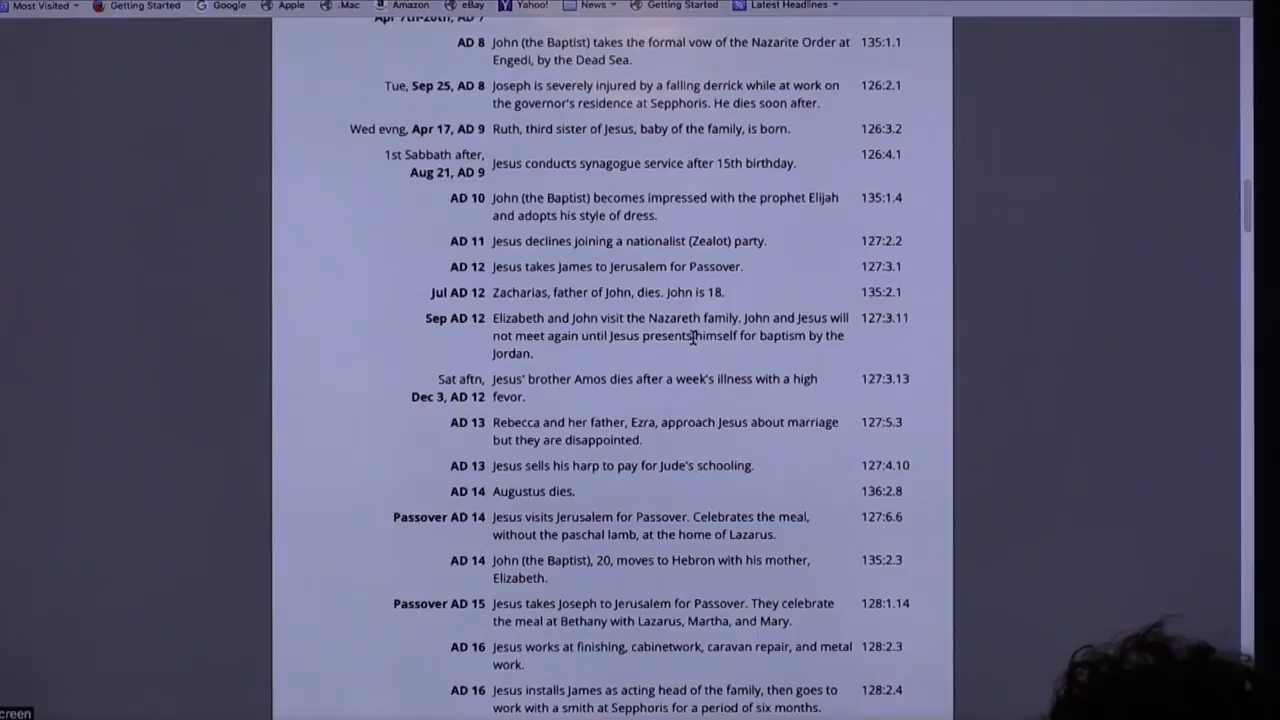 Most Visited Getting Started Google Apple .Mac Amazon eBay Yahoo! News Getting Started Latest Headlines
Apr 7th-20th, AD 7
AD 8 John (the Baptist) takes the formal vow of the Nazarite Order at 135:1.1
Engedi, by the Dead Sea.
Tue, Sep 25, AD 8 Joseph is severely injured by a falling derrick while at work on 126:2.1
the governor's residence at Sepphoris. He dies soon after.
Wed evng, Apr 17, AD 9 Ruth, third sister of Jesus, baby of the family, is born. 126:3.2
1st Sabbath after, 126:4.1
Jesus conducts synagogue service after 15th birthday.
Aug 21, AD 9
AD 10 John (the Baptist) becomes impressed with the prophet Elijah 135:1.4
and adopts his style of dress.
AD 11 Jesus declines joining a nationalist (Zealot) party. 127:2.2
AD 12 Jesus takes James to Jerusalem for Passover. 127:3.1
Jul AD 12 Zacharias, father of John, dies. John is 18. 135:2.1
Sep AD 12 Elizabeth and John visit the Nazareth family. John and Jesus will 127:3.11
not meet again until Jesus presents himself for baptism by the
Jordan.
Sat aftn, Jesus' brother Amos dies after a week's illness with a high 127:3.13
Dec 3, AD 12 fevor.
AD 13 Rebecca and her father, Ezra, approach Jesus about marriage 127:5.3
but they are disappointed.
AD 13 Jesus sells his harp to pay for Jude's schooling. 127:4.10
AD 14 Augustus dies. 136:2.8
Passover AD 14 Jesus visits Jerusalem for Passover. Celebrates the meal, 127:6.6
without the paschal lamb, at the home of Lazarus.
AD 14 John (the Baptist), 20, moves to Hebron with his mother, 135:2.3
Elizabeth.
Passover AD 15 Jesus takes Joseph to Jerusalem for Passover. They celebrate 128:1.14
the meal at Bethany with Lazarus, Martha, and Mary.
AD 16 Jesus works at finishing, cabinetwork, caravan repair, and metal 128:2.3
work.
AD 16 Jesus installs James as acting head of the family, then goes to 128:2.4
work with a smith at Sepphoris for a period of six months.
creen